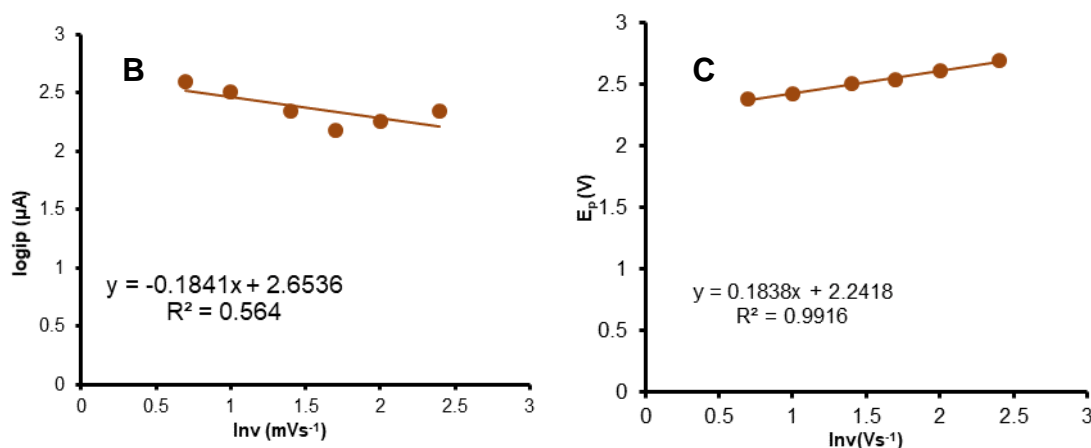 B
3
2.5
2
1.5
1
0.5
0
logip (µA)
y = -0.1841x + 2.6536
R² = 0.564
0 0.5 1 1.5 2 2.5 3
lnv (mVs⁻¹)
C
3
2.5
2
1.5
1
0.5
0
Eₚ(V)
y = 0.1838x + 2.2418
R² = 0.9916
0 0.5 1 1.5 2 2.5 3
lnv(Vs⁻¹)